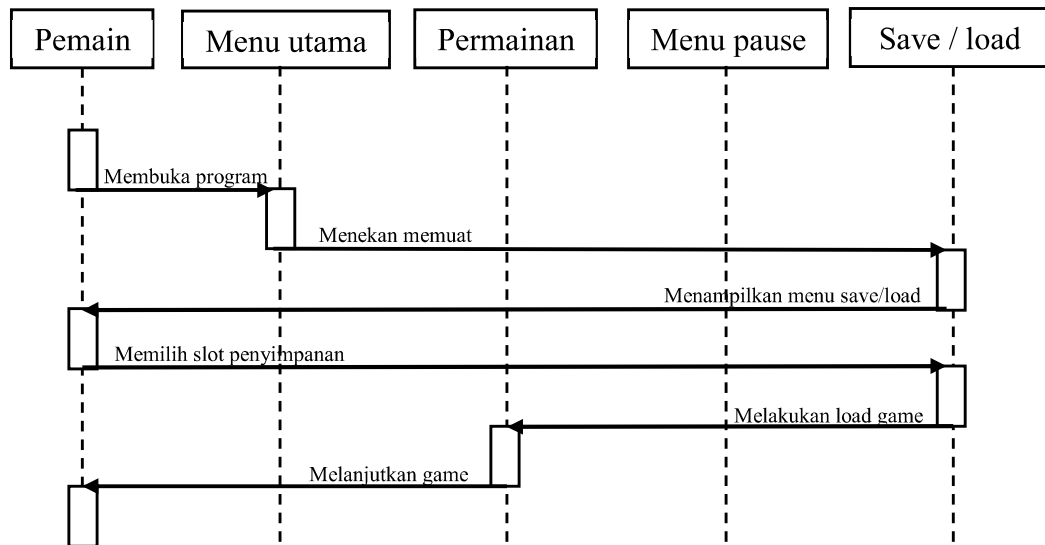 Pemain
Menu utama
Permainan
Menu pause
Save / load
Membuka program
Menekan memuat
Menampilkan menu save/load
Memilih slot penyimpanan
Melakukan load game
Melanjutkan game